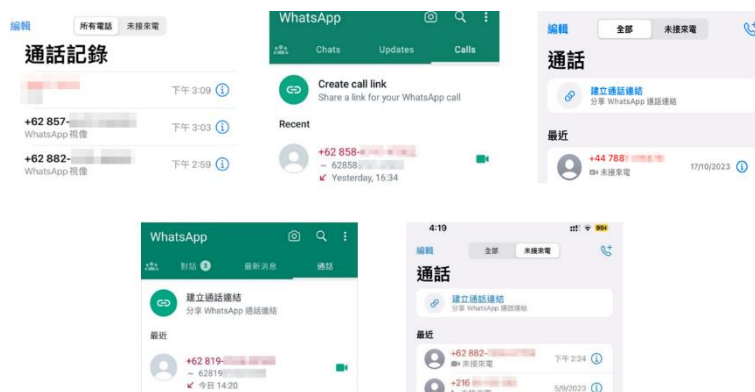 編輯
所有電話 未接來電
通話記錄
下午 3:09
+62 857-
WhatsApp 視像
下午 3:03
+62 882-
WhatsApp 視像
下午 2:59
WhatsApp
Chats Updates Calls
Create call link
Share a link for your WhatsApp call
Recent
+62 858-
~ 62858
Yesterday, 16:34
編輯
全部 未接來電
通話
建立通話連結
分享 WhatsApp 通話連結
最近
+44 788
未接來電
17/10/2023
WhatsApp
對話 3 最新消息 通話
建立通話連結
分享 WhatsApp 通話連結
最近
+62 819-
~ 62819
今日 14:20
4:19
編輯
全部 未接來電
通話
建立通話連結
分享 WhatsApp 通話連結
最近
+62 882-
未接來電
下午 2:24
+216
5/9/2023